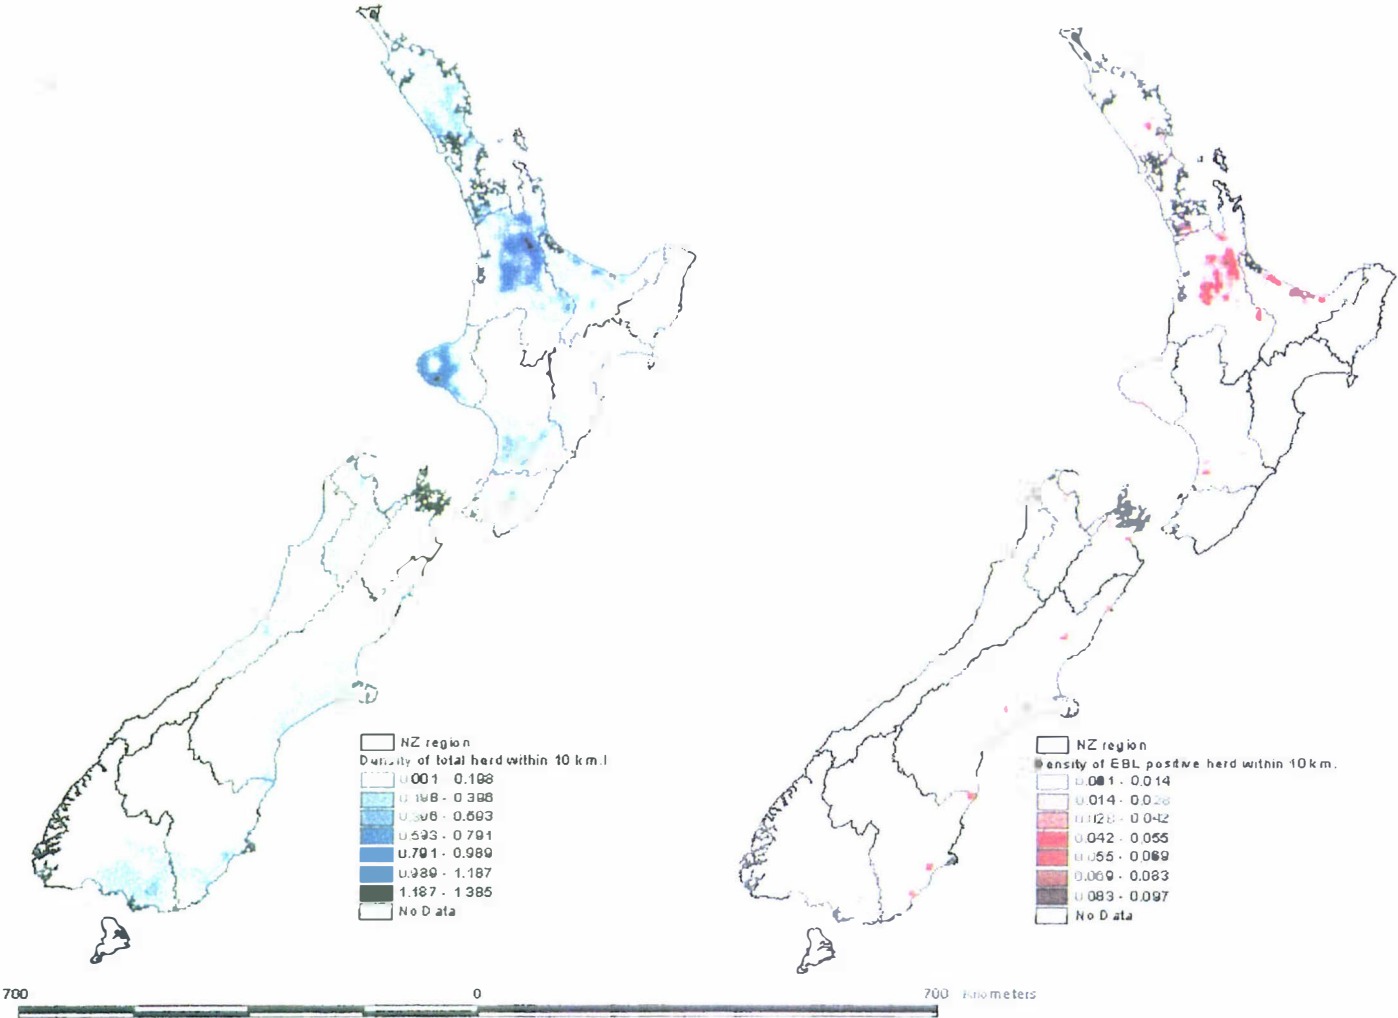 NZ region
Density of total herd within 10 km.
0.001 0.198
0.198 - 0.396
0.396 - 0.593
0.593 - 0.791
0.791 - 0.989
0.989 - 1.187
1.187 - 1.385
No Data
NZ region
Density of EBL positive herd within 10 km.
0.001 - 0.014
0.014 - 0.028
0.028 - 0.042
0.042 - 0.055
0.055 - 0.069
0.069 - 0.083
0.083 - 0.097
No Data
700 0 700 Kilometers